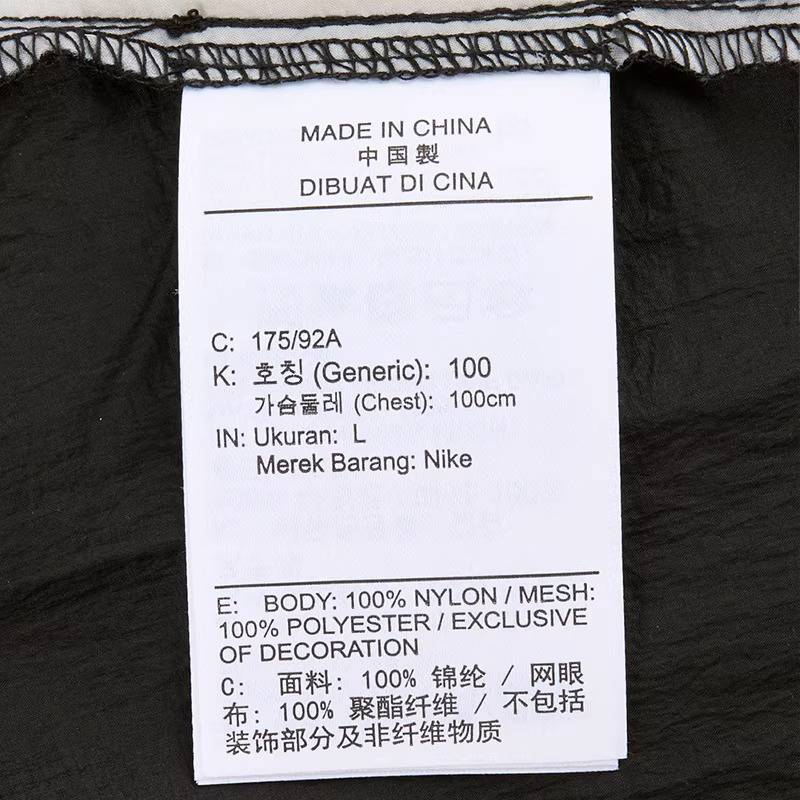 MADE IN CHINA
中国製
DIBUAT DI CINA
C: 175/92A
K: 호칭 (Generic): 100
가슴둘레 (Chest): 100cm
IN: Ukuran: L
Merek Barang: Nike
E: BODY: 100% NYLON / MESH:
100% POLYESTER / EXCLUSIVE
OF DECORATION
C: 面料: 100% 锦纶 / 网眼
布: 100% 聚酯纤维 / 不包括
装饰部分及非纤维物质